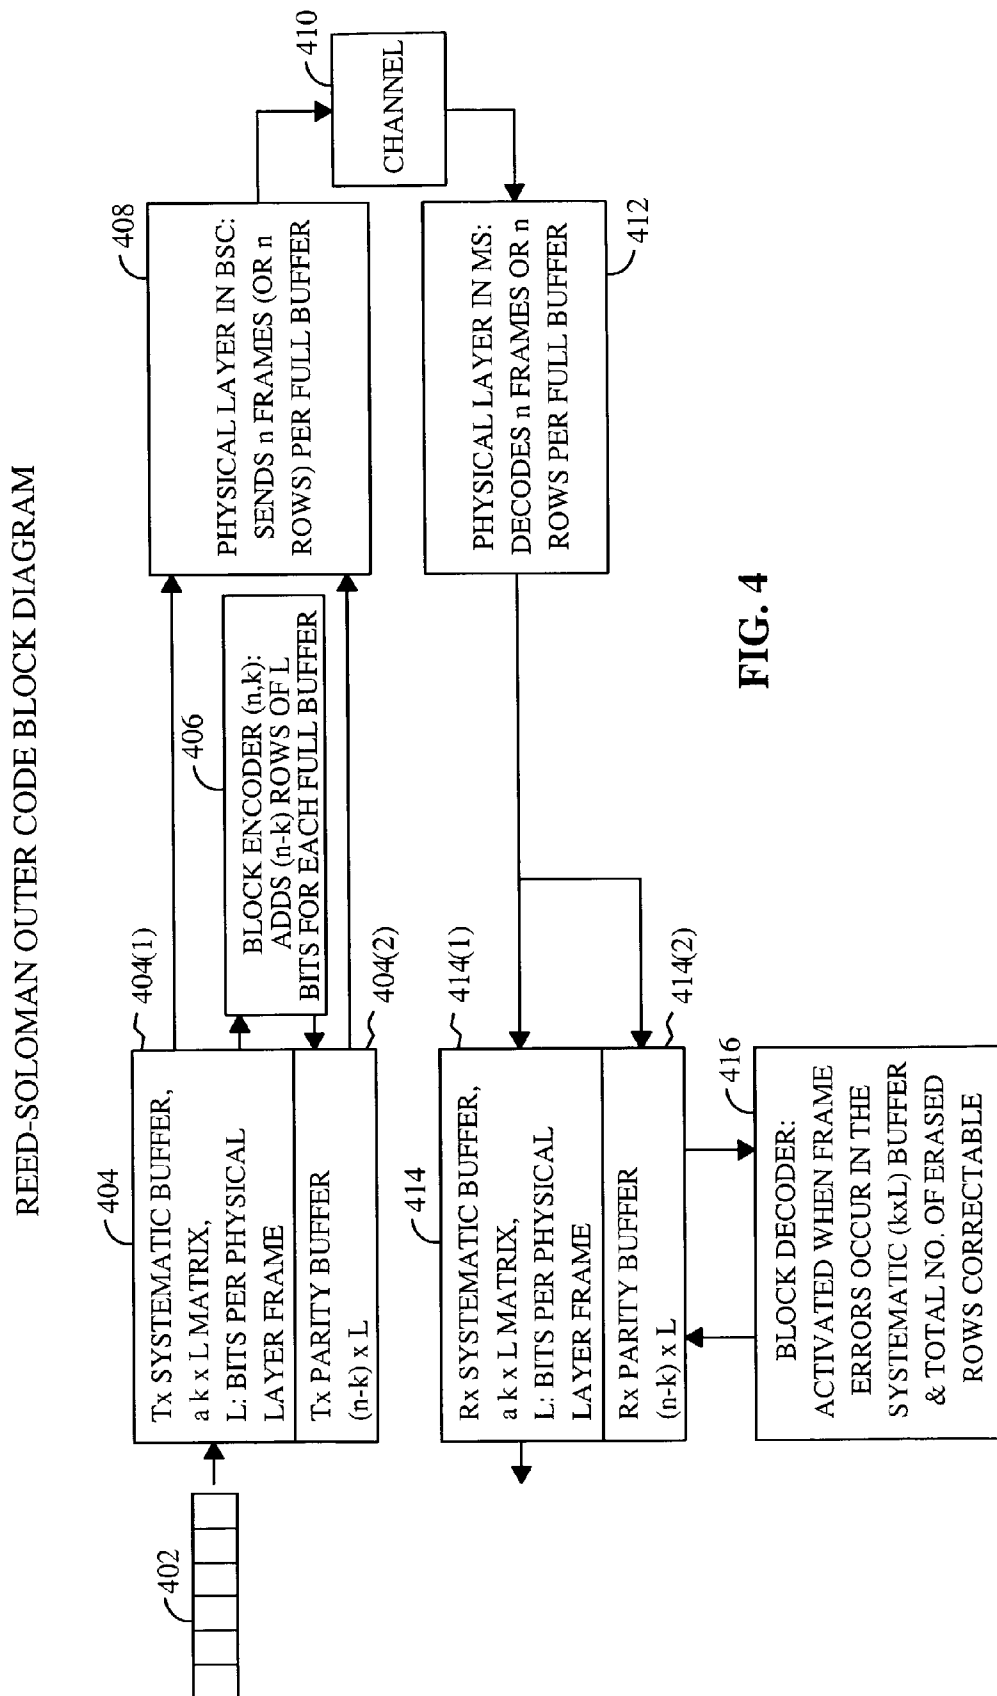 REED-SOLOMAN OUTER CODE BLOCK DIAGRAM
402
404
404(1)
Tx SYSTEMATIC BUFFER,
a k x L MATRIX,
L: BITS PER PHYSICAL
LAYER FRAME
Tx PARITY BUFFER
(n-k) x L
404(2)
406
BLOCK ENCODER (n,k):
ADDS (n-k) ROWS OF L
BITS FOR EACH FULL BUFFER
408
PHYSICAL LAYER IN BSC:
SENDS n FRAMES (OR n
ROWS) PER FULL BUFFER
410
CHANNEL
PHYSICAL LAYER IN MS:
DECODES n FRAMES OR n
ROWS PER FULL BUFFER
412
414
414(1)
Rx SYSTEMATIC BUFFER,
a k x L MATRIX,
L: BITS PER PHYSICAL
LAYER FRAME
Rx PARITY BUFFER
(n-k) x L
414(2)
416
BLOCK DECODER:
ACTIVATED WHEN FRAME
ERRORS OCCUR IN THE
SYSTEMATIC (kxL) BUFFER
& TOTAL NO. OF ERASED
ROWS CORRECTABLE
FIG. 4